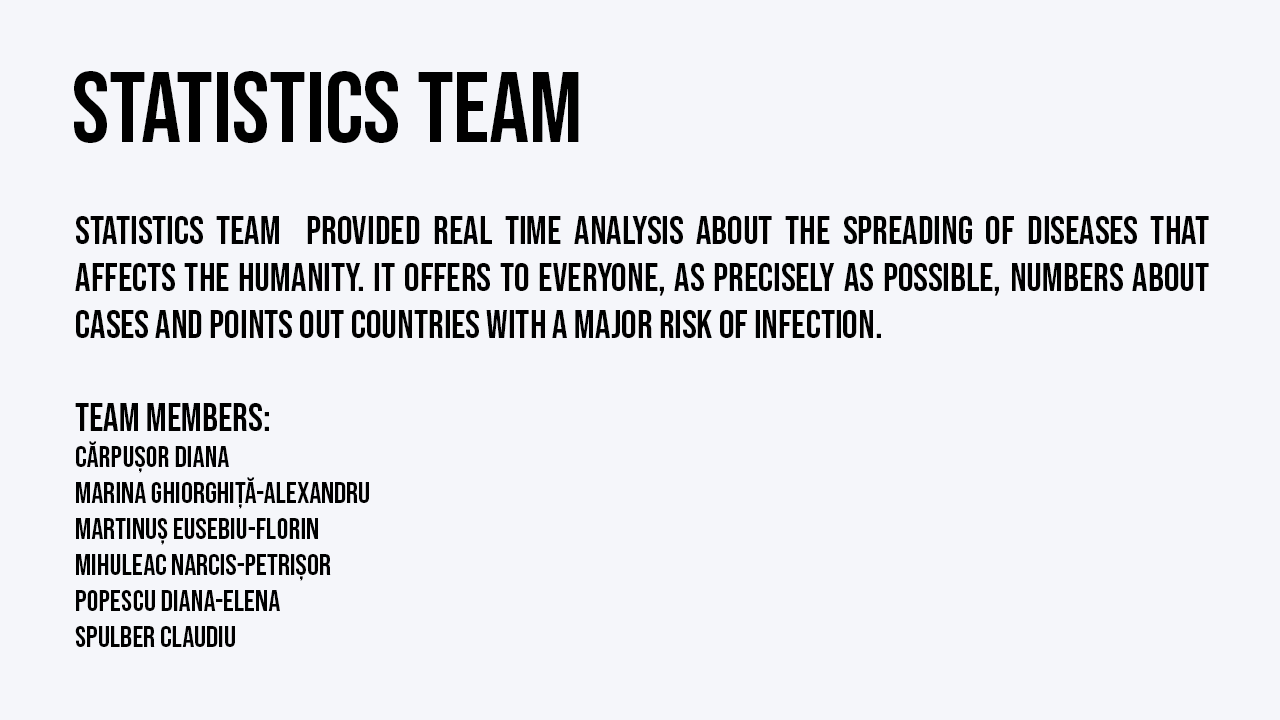 STATISTICS TEAM
STATISTICS TEAM PROVIDED REAL TIME ANALYSIS ABOUT THE SPREADING OF DISEASES THAT
AFFECTS THE HUMANITY. IT OFFERS TO EVERYONE, AS PRECISELY AS POSSIBLE, NUMBERS ABOUT
CASES AND POINTS OUT COUNTRIES WITH A MAJOR RISK OF INFECTION.
TEAM MEMBERS:
CĂRPUȘOR DIANA
MARINA GHIORGHIȚĂ-ALEXANDRU
MARTINUȘ EUSEBIU-FLORIN
MIHULEAC NARCIS-PETRIȘOR
POPESCU DIANA-ELENA
SPULBER CLAUDIU